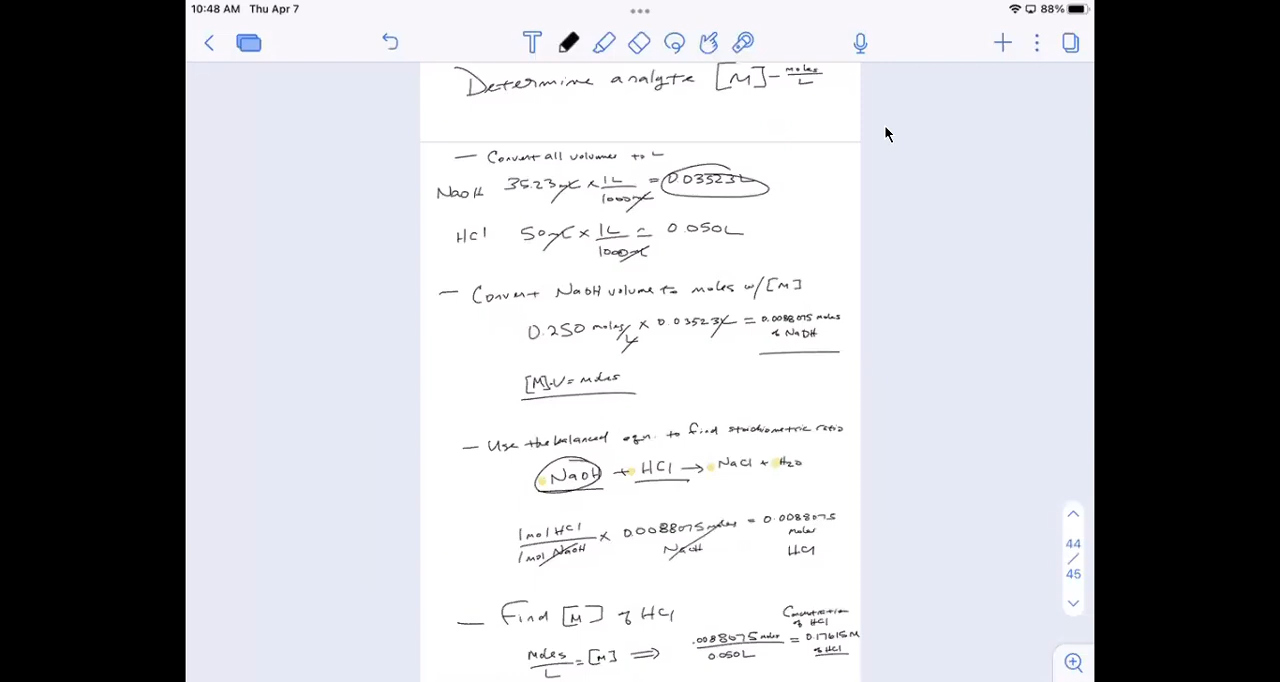 10:48 AM Thu Apr 7
88%
Determine analyte [M] - moles/L
— Convert all volumes to L
NaOH 35.23 mL × 1L/1000mL = 0.03523L
HCl 50mL × 1L/1000mL = 0.050L
— Convert NaOH volume to moles w/ [M]
0.250 moles/L × 0.03523L = 0.0088075 moles
of NaOH
[M]·V = moles
— Use the balanced eqn. to find stoichiometric ratio
NaOH + HCl → NaCl + H2O
1 mol HCl/1 mol NaOH × 0.0088075 moles NaOH = 0.0088075
moles
HCl
44
45
— Find [M] of HCl
Concentration
of HCl
moles/L = [M] ⇒ .0088075 moles/0.050L = 0.17615M
of HCl